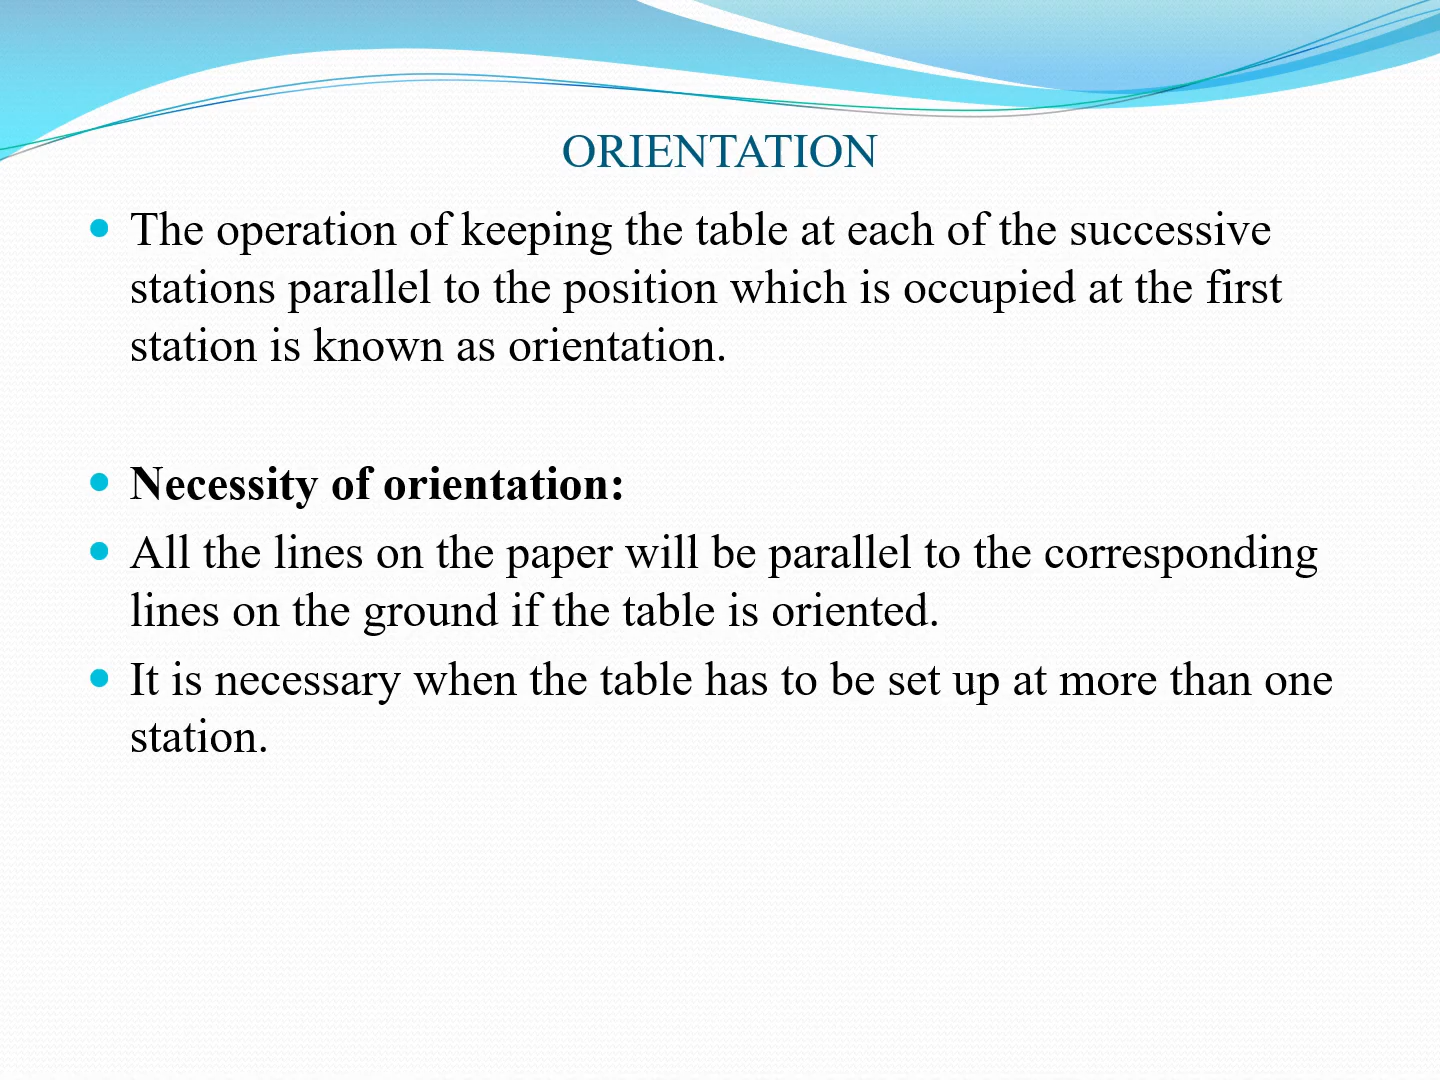 ORIENTATION
• The operation of keeping the table at each of the successive
stations parallel to the position which is occupied at the first
station is known as orientation.
• Necessity of orientation:
• All the lines on the paper will be parallel to the corresponding
lines on the ground if the table is oriented.
• It is necessary when the table has to be set up at more than one
station.